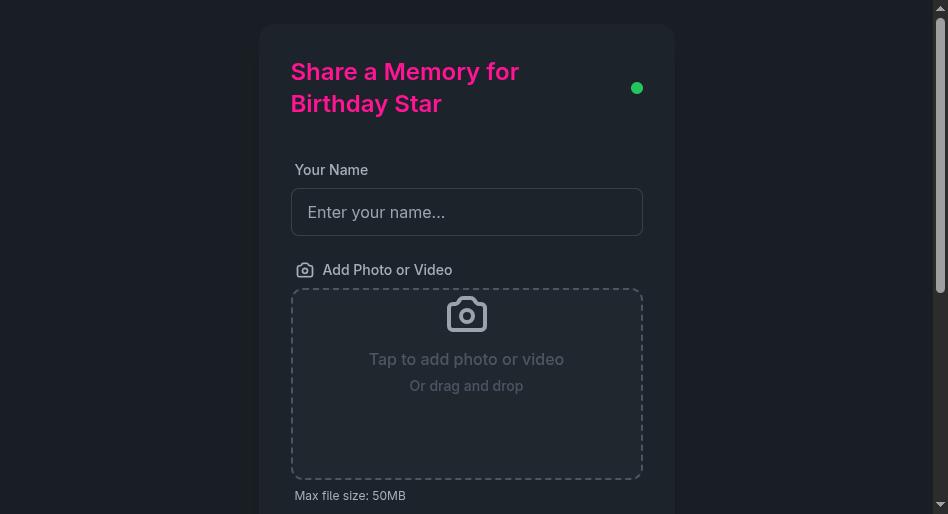 Share a Memory for
Birthday Star
Your Name
Enter your name...
Add Photo or Video
Tap to add photo or video
Or drag and drop
Max file size: 50MB